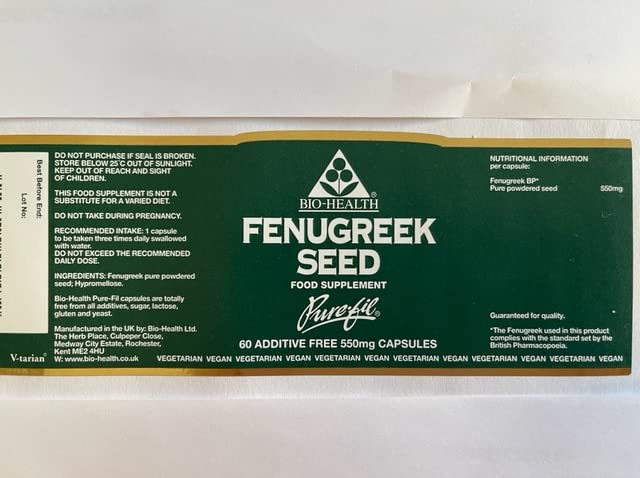 Best Before End:
Lot No:
V-tarian®
DO NOT PURCHASE IF SEAL IS BROKEN.
STORE BELOW 25°C OUT OF SUNLIGHT.
KEEP OUT OF REACH AND SIGHT
OF CHILDREN.
THIS FOOD SUPPLEMENT IS NOT A
SUBSTITUTE FOR A VARIED DIET.
DO NOT TAKE DURING PREGNANCY.
RECOMMENDED INTAKE: 1 capsule
to be taken three times daily swallowed
with water.
DO NOT EXCEED THE RECOMMENDED
DAILY DOSE.
INGREDIENTS: Fenugreek pure powdered
seed; Hypromellose.
Bio-Health Pure-Fil capsules are totally
free from all additives, sugar, lactose,
gluten and yeast.
Manufactured in the UK by: Bio-Health Ltd.
The Herb Place, Culpeper Close,
Medway City Estate, Rochester,
Kent ME2 4HU
W: www.bio-health.co.uk
BIO-HEALTH®
FENUGREEK
SEED
FOOD SUPPLEMENT
Pure-fil®
60 ADDITIVE FREE 550mg CAPSULES
VEGETARIAN VEGAN VEGETARIAN VEGAN VEGETARIAN VEGAN VEGETARIAN VEGAN VEGETARIAN VEGAN VEGETARIAN VEGAN
NUTRITIONAL INFORMATION
per capsule:
Fenugreek BP*
Pure powdered seed 550mg
Guaranteed for quality.
*The Fenugreek used in this product
complies with the standard set by the
British Pharmacopoeia.